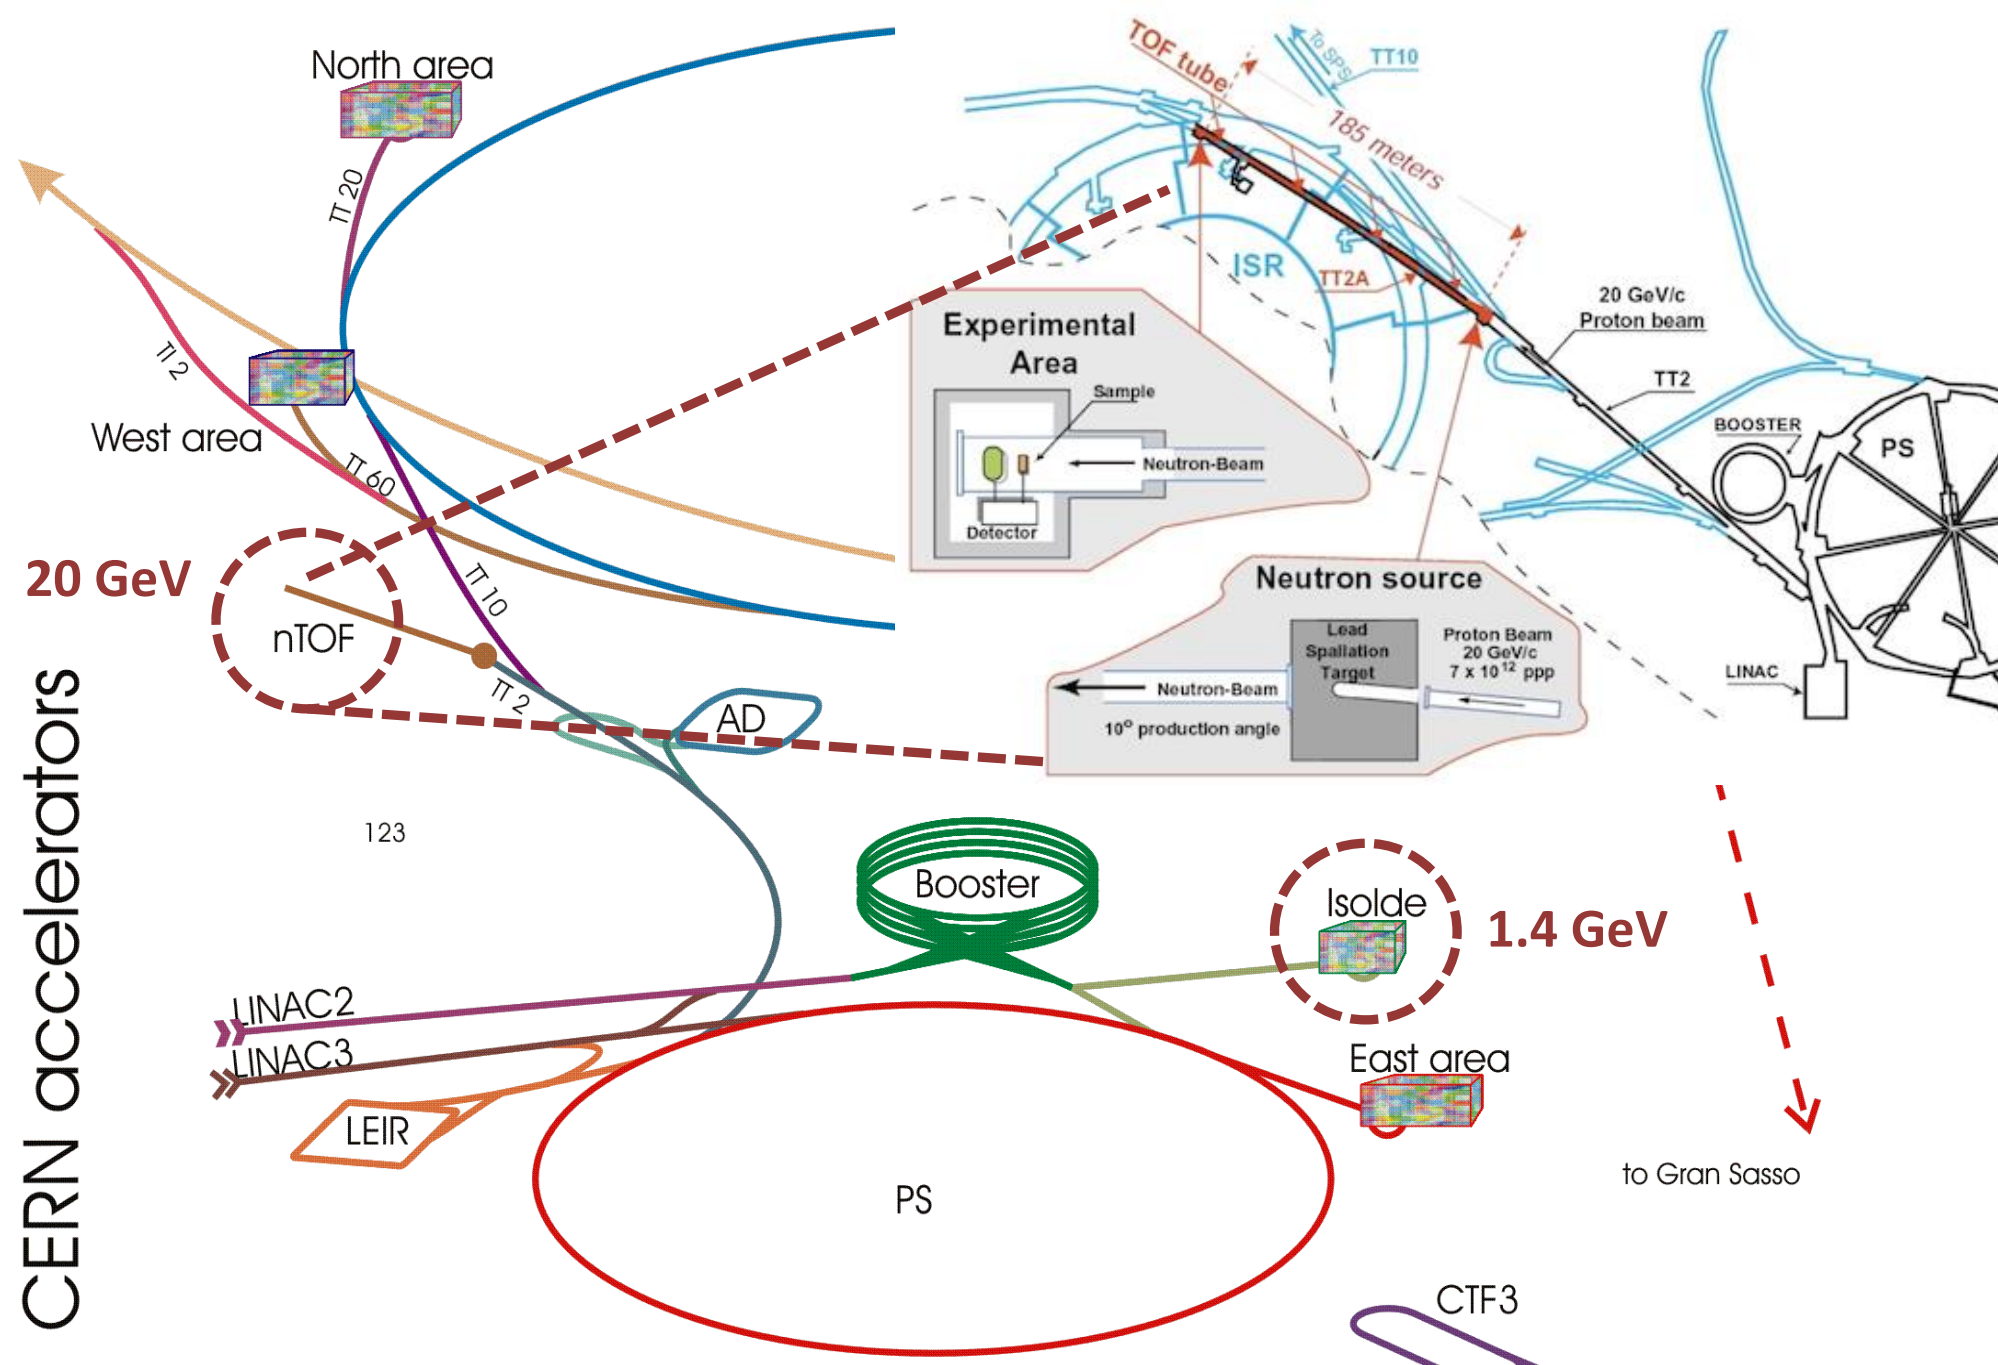 North area
TT 20
TI 2
West area
TT 60
20 GeV
nTOF
TT 10
TT 2
AD
CERN accelerators
123
Booster
Isolde
1.4 GeV
LINAC2
LINAC3
LEIR
East area
PS
to Gran Sasso
CTF3
TOF tube
To SPS
TT10
185 meters
ISR
TT2A
20 GeV/c
Proton beam
TT2
BOOSTER
PS
LINAC
Experimental
Area
Sample
Neutron-Beam
Detector
Neutron source
Lead
Spallation
Target
Proton Beam
20 GeV/c
7 x 10¹² ppp
Neutron-Beam
10° production angle